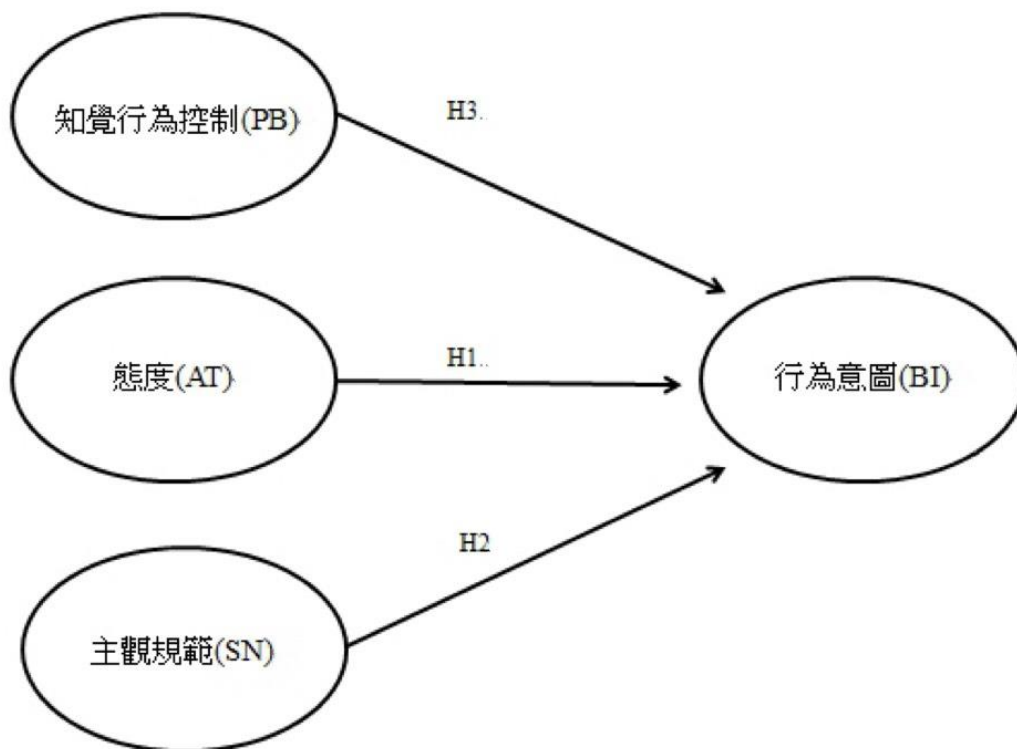 知覺行為控制(PB)
H3.
態度(AT)
H1..
行為意圖(BI)
H2
主觀規範(SN)